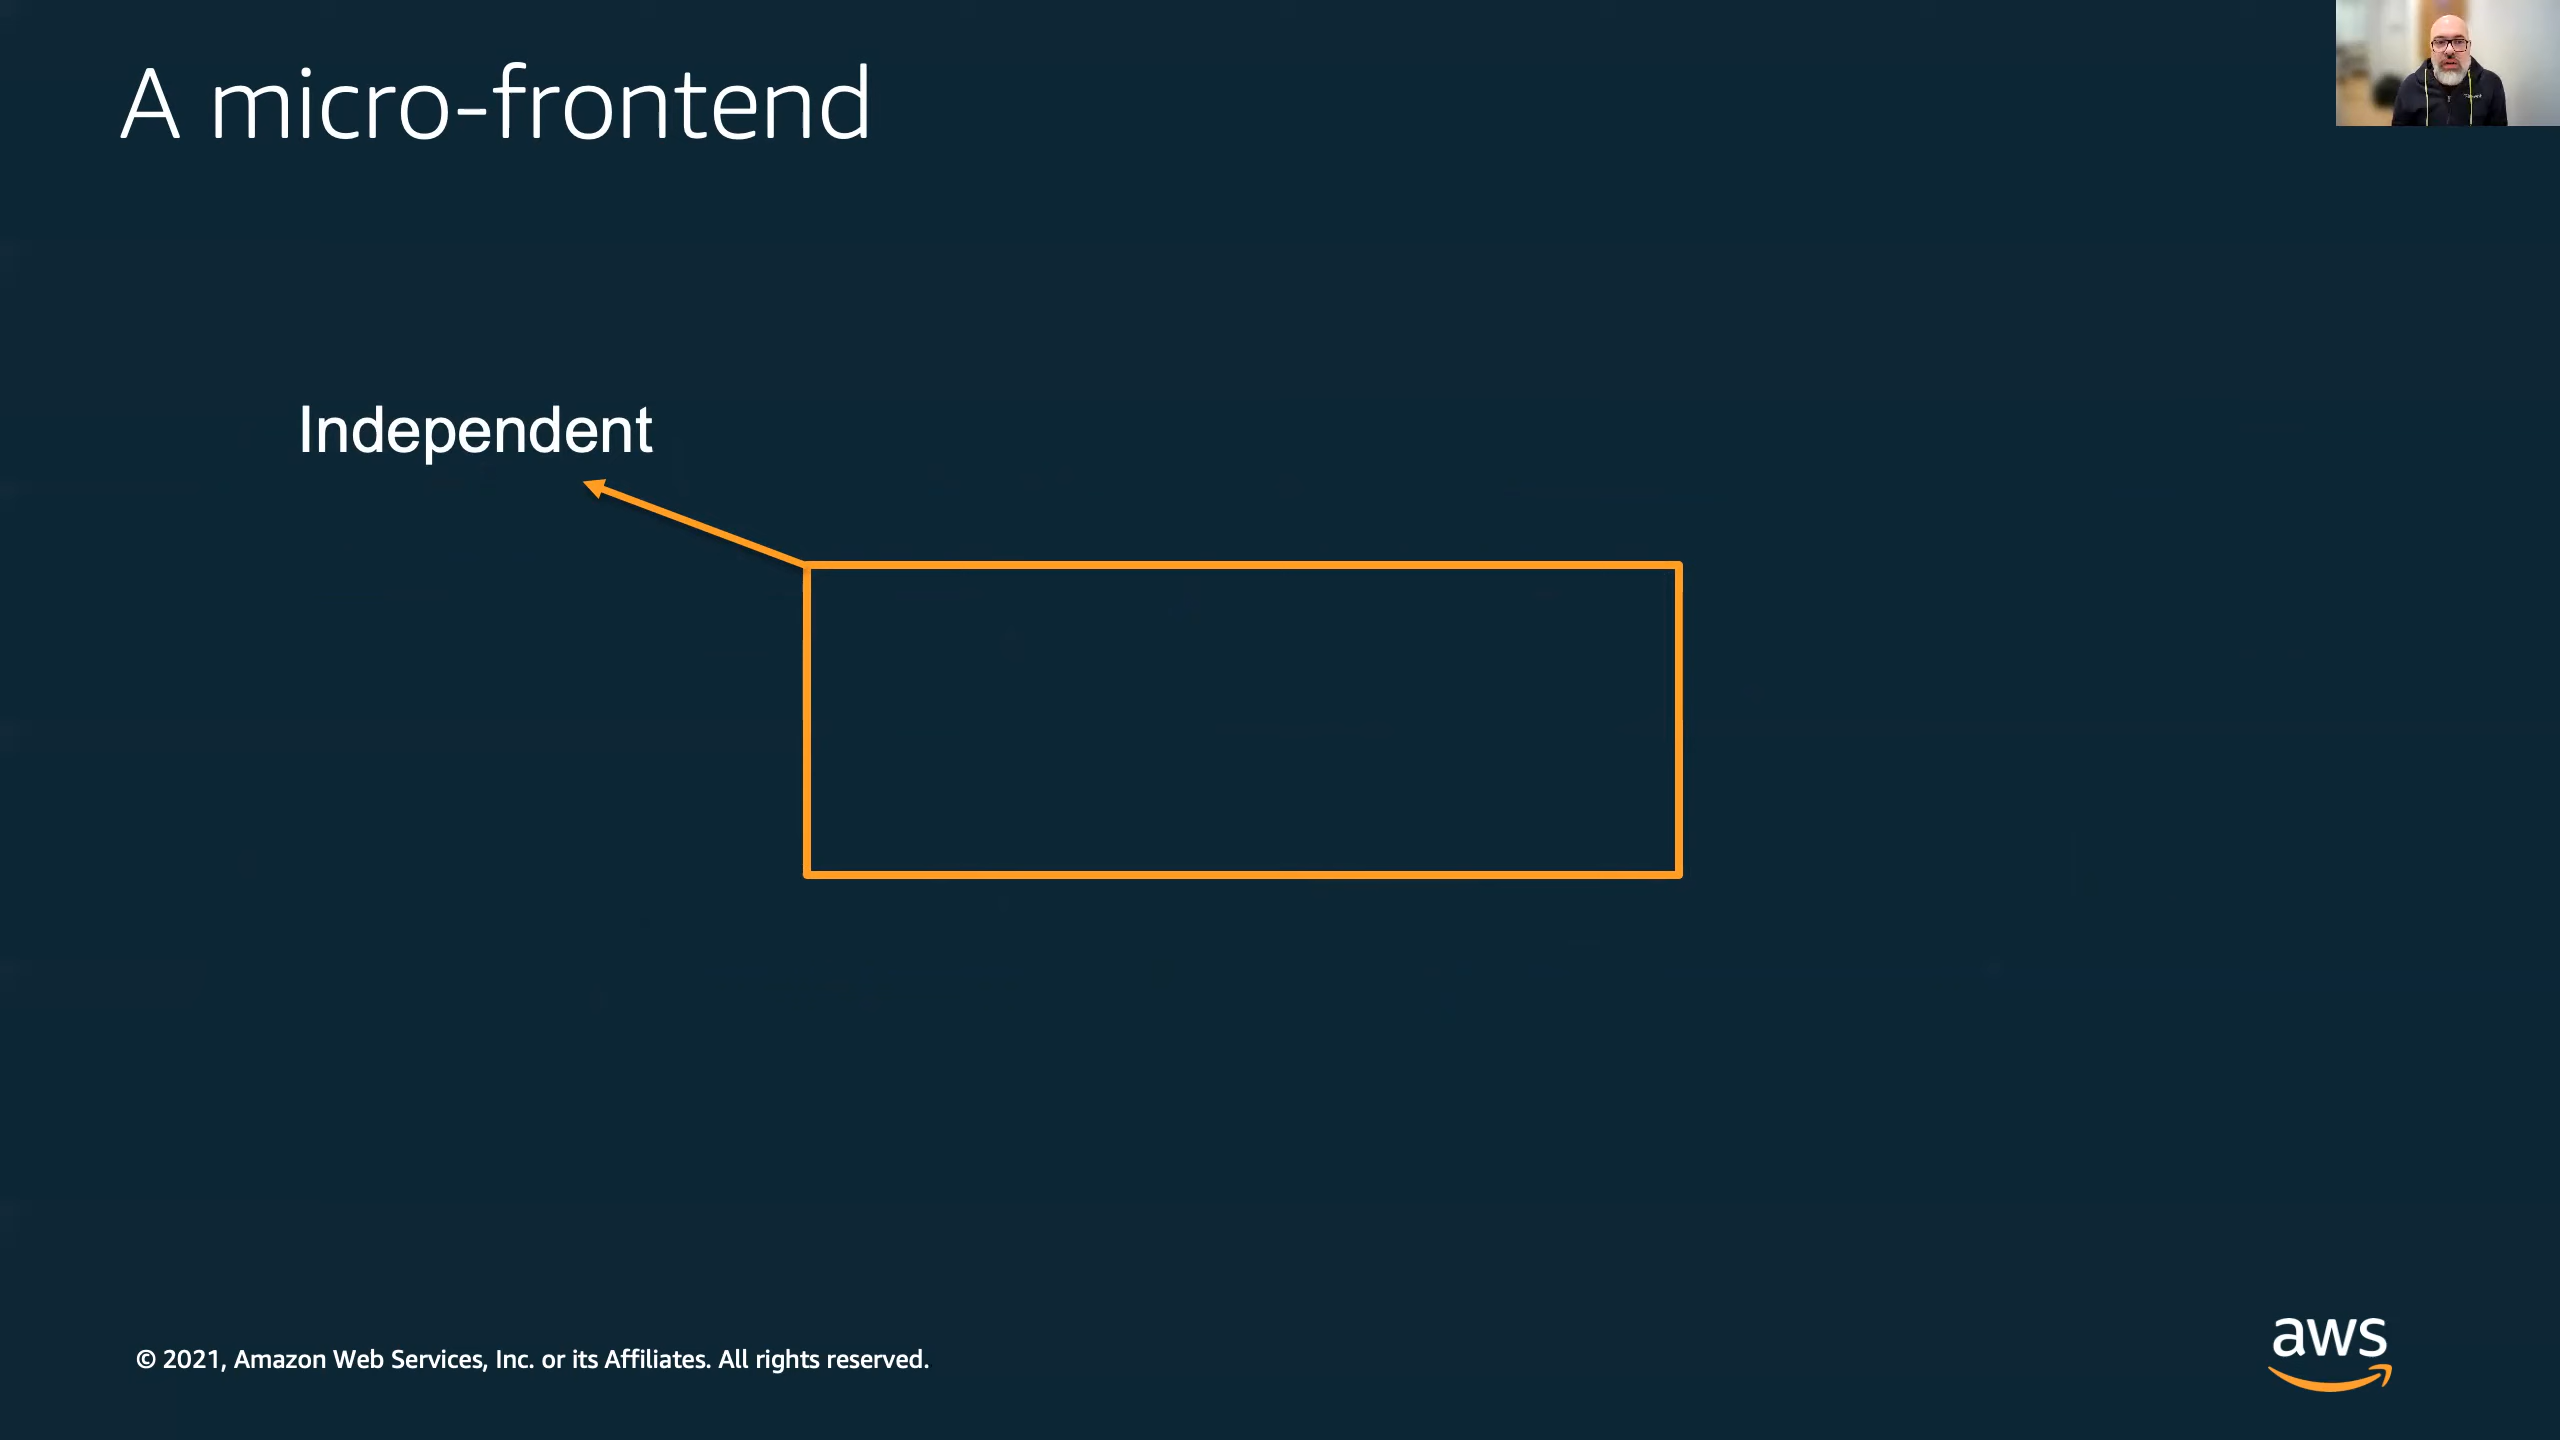 A micro-frontend
Independent
© 2021, Amazon Web Services, Inc. or its Affiliates. All rights reserved.
aws